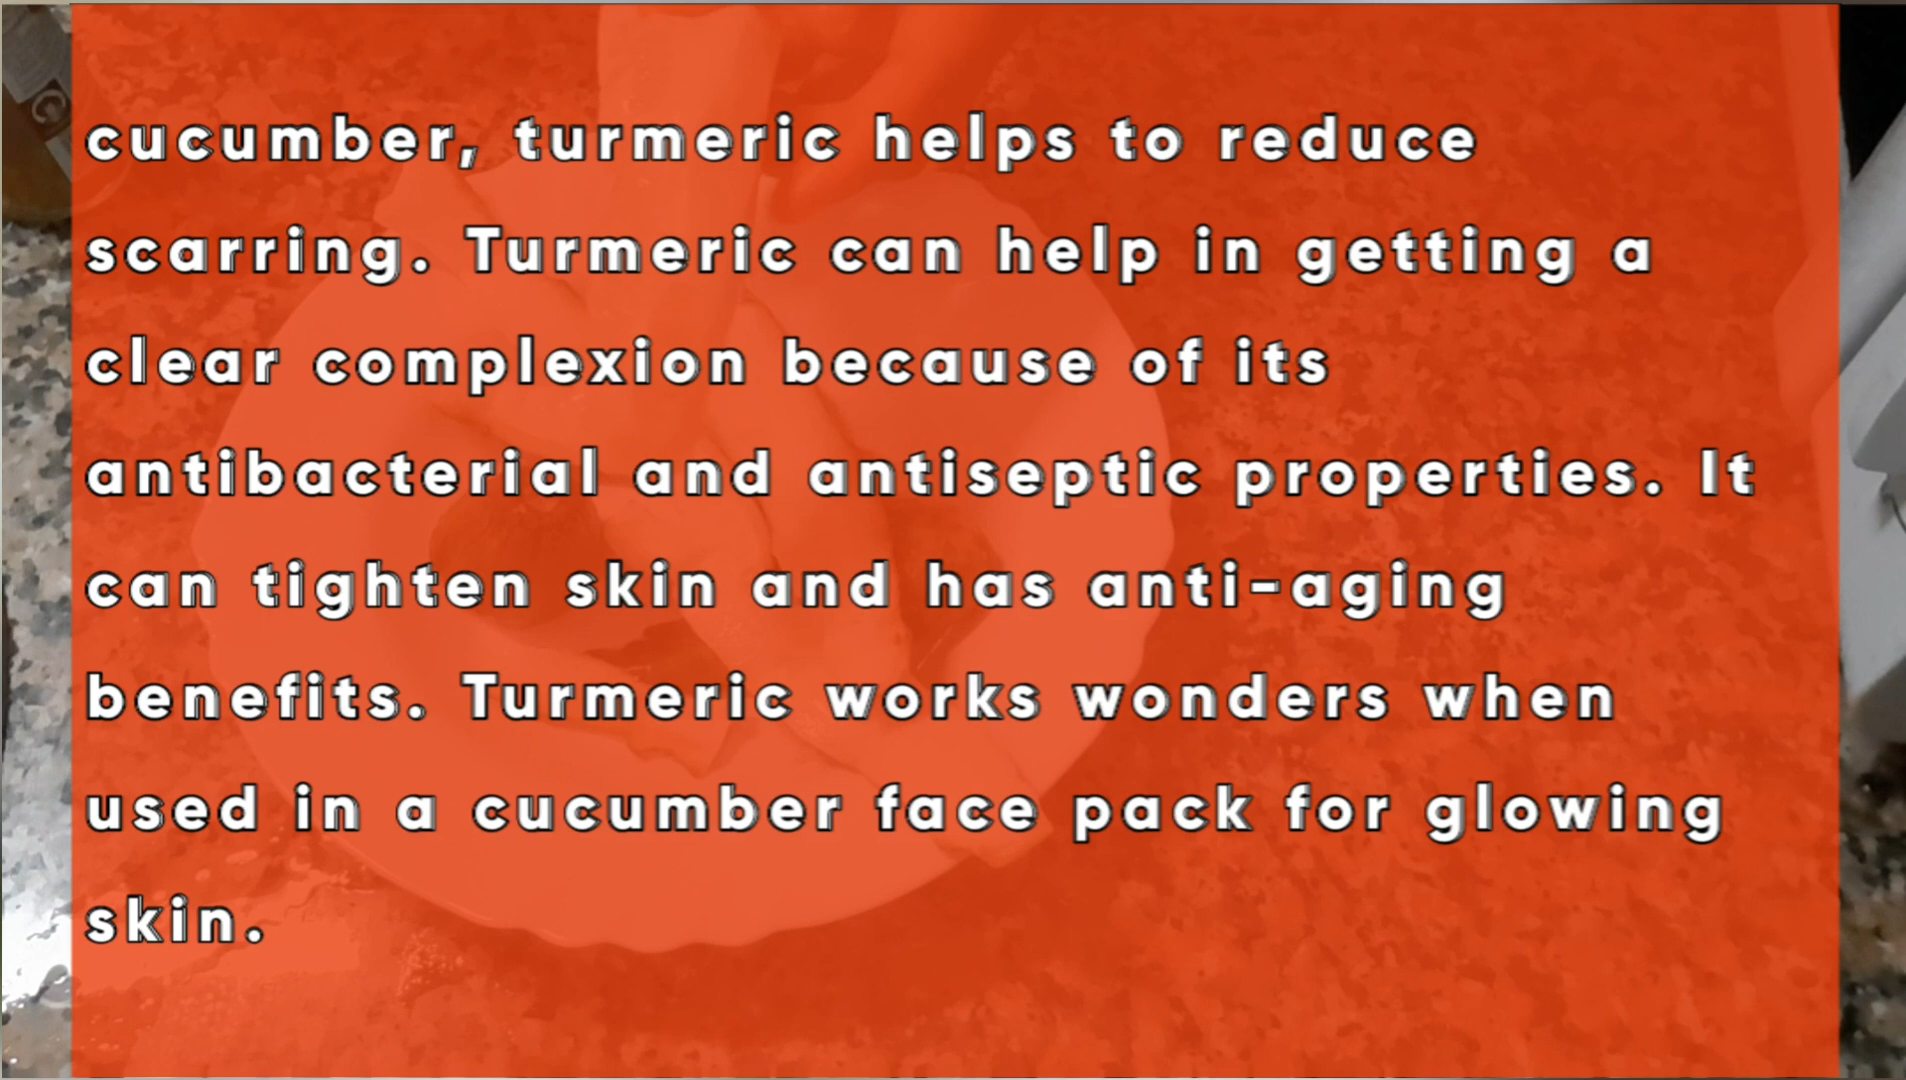 cucumber, turmeric helps to reduce
scarring. Turmeric can help in getting a
clear complexion because of its
antibacterial and antiseptic properties. It
can tighten skin and has anti-aging
benefits. Turmeric works wonders when
used in a cucumber face pack for glowing
skin.